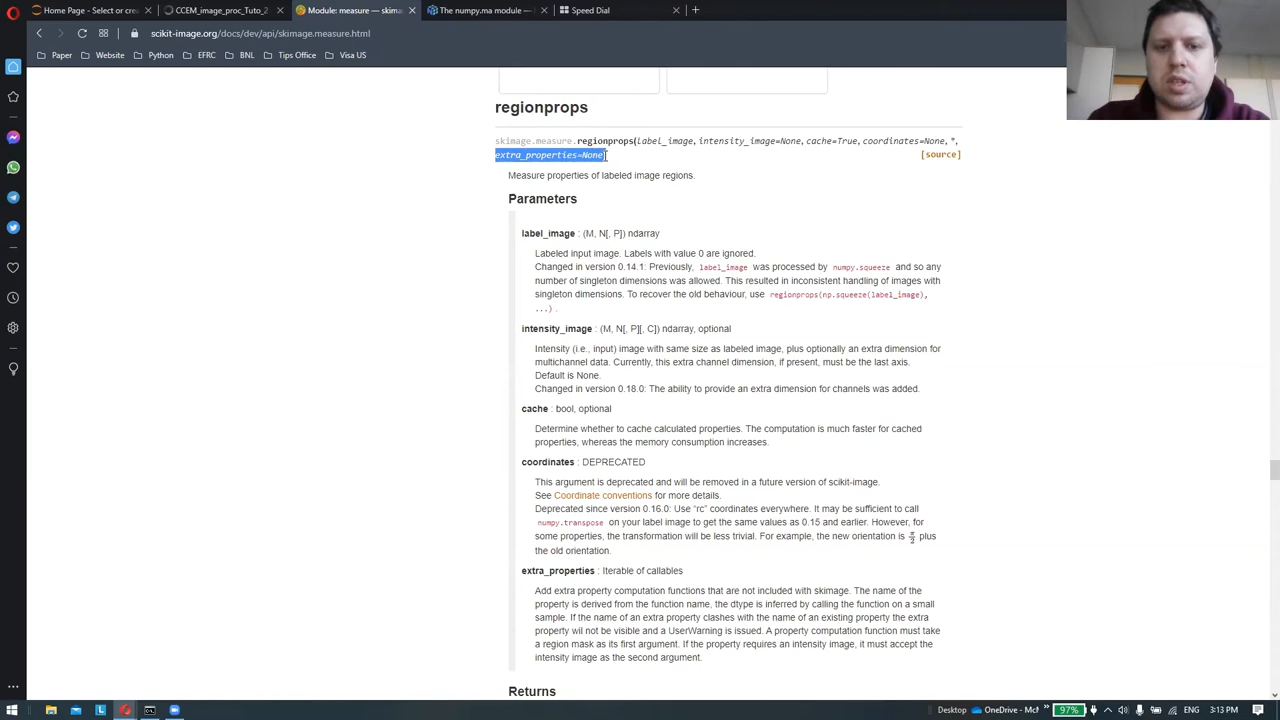 Select or cre
CCEM_image_proc_Tuto_2
Module: measure — skimage
The numpy.ma module —
Speed Dial
scikit-image.org/docs/dev/api/skimage.measure.html
Paper
Website
Python
EFRC
BNL
Tips Office
Visa US
regionprops
skimage.measure.regionprops(label_image, intensity_image=None, cache=True, coordinates=None, *,
extra_properties=None)
[source]
Measure properties of labeled image regions.
Parameters
label_image : (M, N[, P]) ndarray
Labeled input image. Labels with value 0 are ignored.
Changed in version 0.14.1: Previously, label_image was processed by numpy.squeeze and so any
number of singleton dimensions was allowed. This resulted in inconsistent handling of images with
singleton dimensions. To recover the old behaviour, use regionprops(np.squeeze(label_image),
...) .
intensity_image : (M, N[, P][, C]) ndarray, optional
Intensity (i.e., input) image with same size as labeled image, plus optionally an extra dimension for
multichannel data. Currently, this extra channel dimension, if present, must be the last axis.
Default is None.
Changed in version 0.18.0: The ability to provide an extra dimension for channels was added.
cache : bool, optional
Determine whether to cache calculated properties. The computation is much faster for cached
properties, whereas the memory consumption increases.
coordinates : DEPRECATED
This argument is deprecated and will be removed in a future version of scikit-image.
See Coordinate conventions for more details.
Deprecated since version 0.16.0: Use “rc” coordinates everywhere. It may be sufficient to call
numpy.transpose on your label image to get the same values as 0.15 and earlier. However, for
some properties, the transformation will be less trivial. For example, the new orientation is π/2 plus
the old orientation.
extra_properties : Iterable of callables
Add extra property computation functions that are not included with skimage. The name of the
property is derived from the function name, the dtype is inferred by calling the function on a small
sample. If the name of an extra property clashes with the name of an existing property the extra
property wil not be visible and a UserWarning is issued. A property computation function must take
a region mask as its first argument. If the property requires an intensity image, it must accept the
intensity image as the second argument.
Returns
Desktop
OneDrive - McM
97%
ENG
3:13 PM